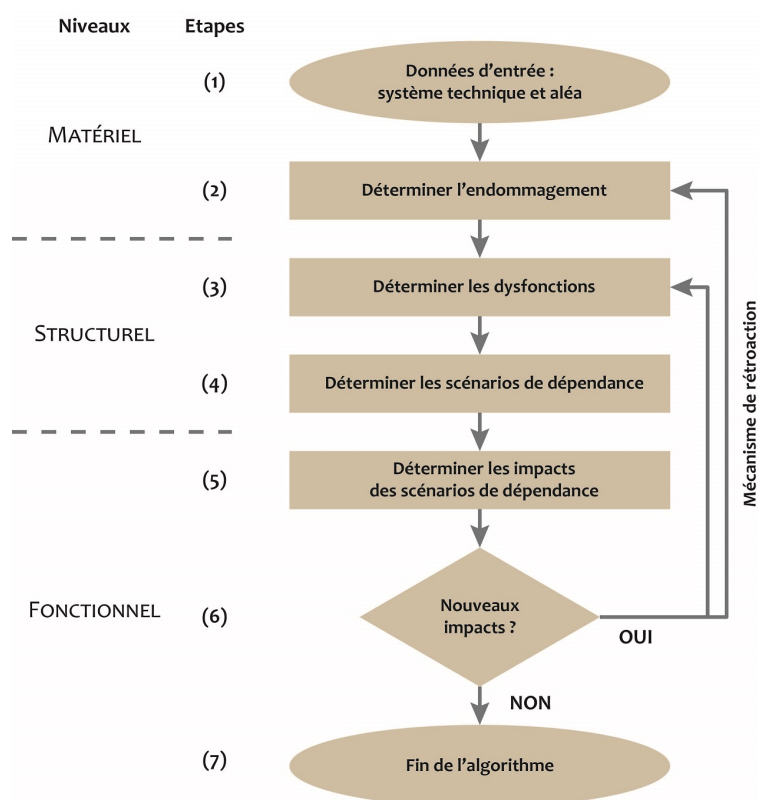 Niveaux
Etapes
(1)
Données d'entrée :
système technique et aléa
MATÉRIEL
(2)
Déterminer l'endommagement
(3)
Déterminer les dysfonctions
STRUCTUREL
(4)
Déterminer les scénarios de dépendance
(5)
Déterminer les impacts
des scénarios de dépendance
FONCTIONNEL
(6)
Nouveaux
impacts ?
OUI
NON
Mécanisme de rétroaction
(7)
Fin de l'algorithme